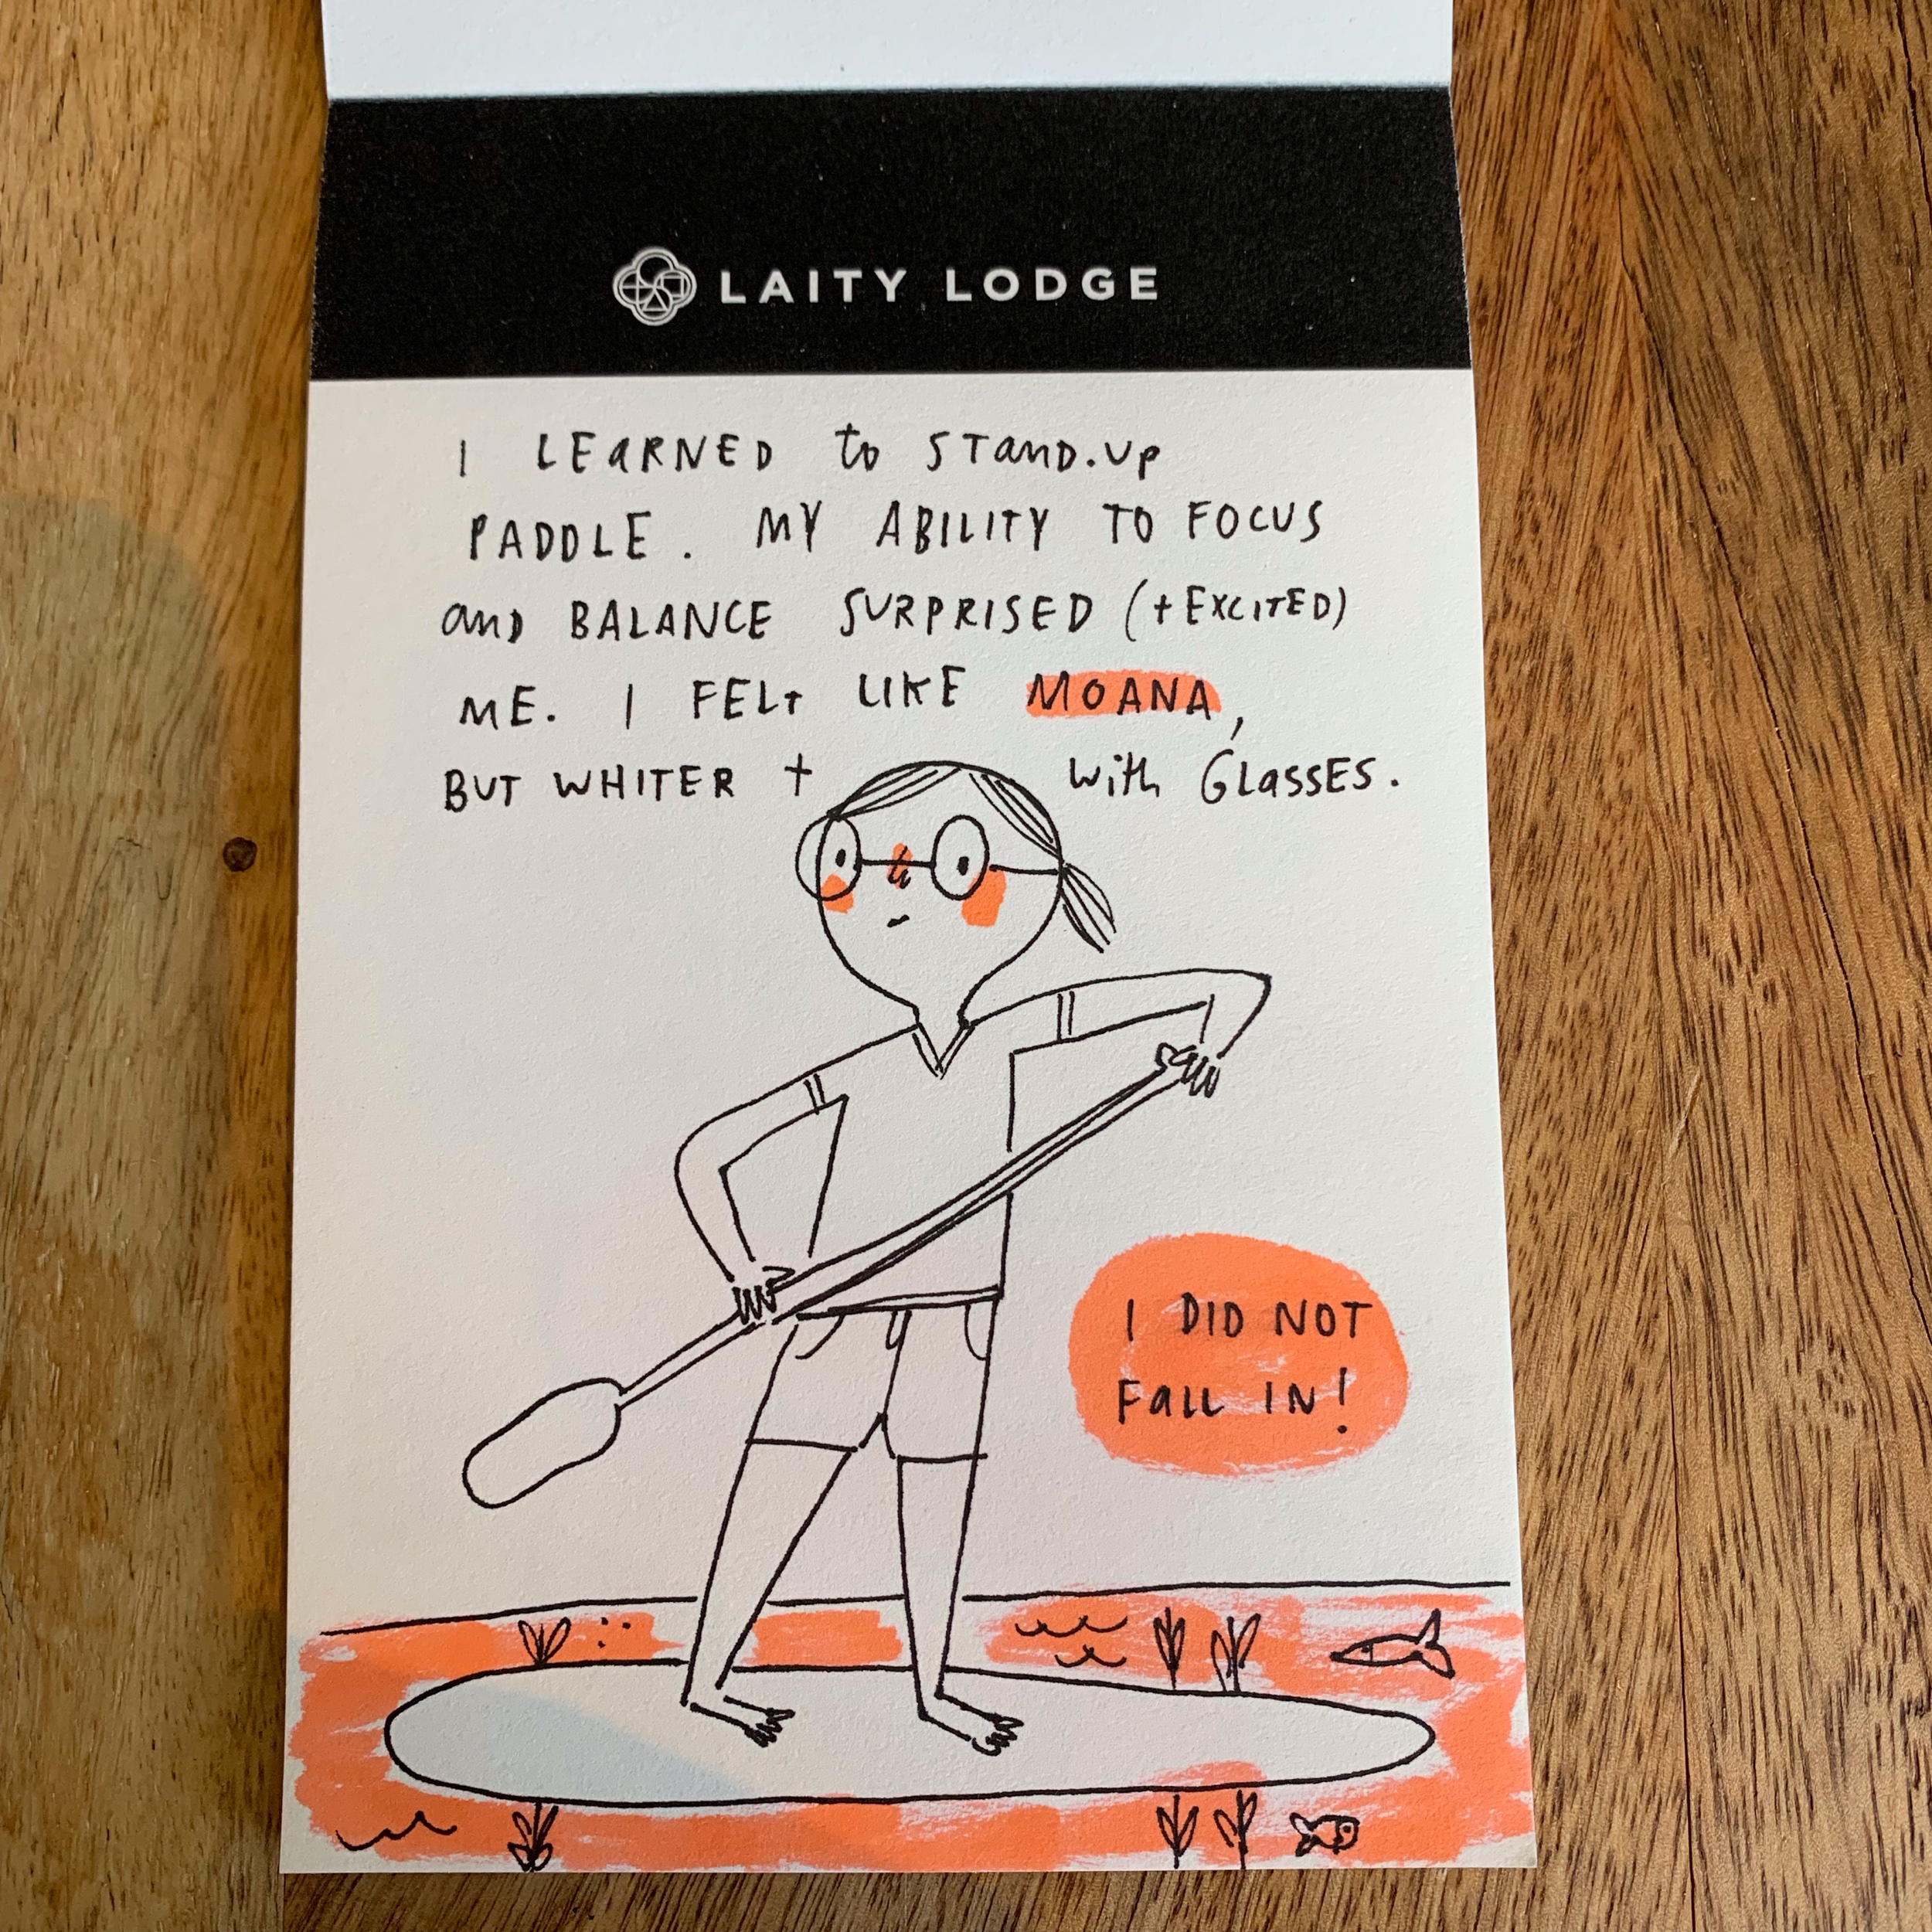 LAITY LODGE
I LEaRNED to STanD.UP
PADDLE. MY ABILITY TO FOCUS
anD BALANCE SURPRISED (+EXCITED)
ME. I FELt LIKE MOANA,
BUT WHITER + With GLaSSES.
I DID NOT
FaLL IN!